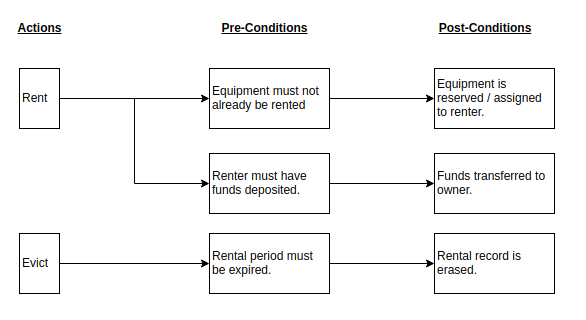 Actions
Pre-Conditions
Post-Conditions
Rent
Equipment must not
already be rented
Equipment is
reserved / assigned
to renter.
Renter must have
funds deposited.
Funds transferred to
owner.
Evict
Rental period must
be expired.
Rental record is
erased.